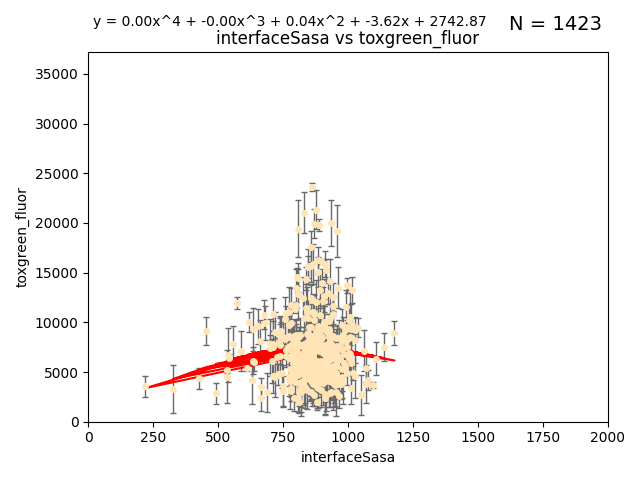 y = 0.00x^4 + -0.00x^3 + 0.04x^2 + -3.62x + 2742.87
N = 1423
interfaceSasa vs toxgreen_fluor
toxgreen_fluor
35000
30000
25000
20000
15000
10000
5000
0
0 250 500 750 1000 1250 1500 1750 2000
interfaceSasa